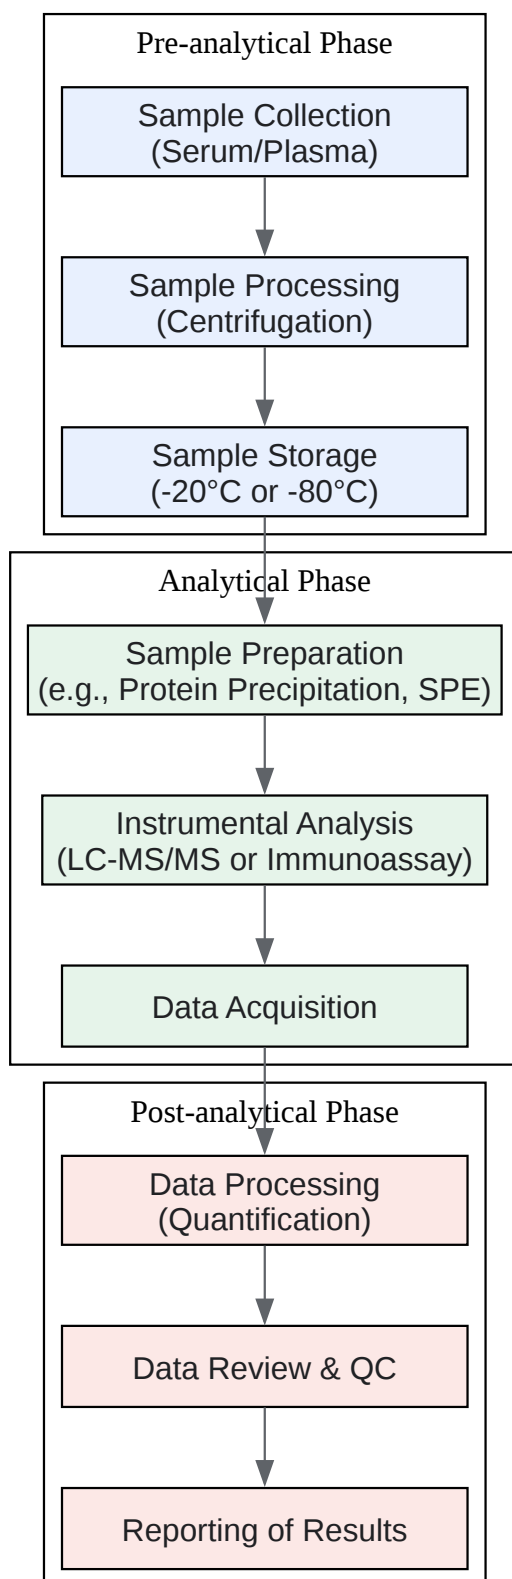 Pre-analytical Phase
Sample Collection
(Serum/Plasma)
Sample Processing
(Centrifugation)
Sample Storage
(-20°C or -80°C)
Analytical Phase
Sample Preparation
(e.g., Protein Precipitation, SPE)
Instrumental Analysis
(LC-MS/MS or Immunoassay)
Data Acquisition
Post-analytical Phase
Data Processing
(Quantification)
Data Review & QC
Reporting of Results